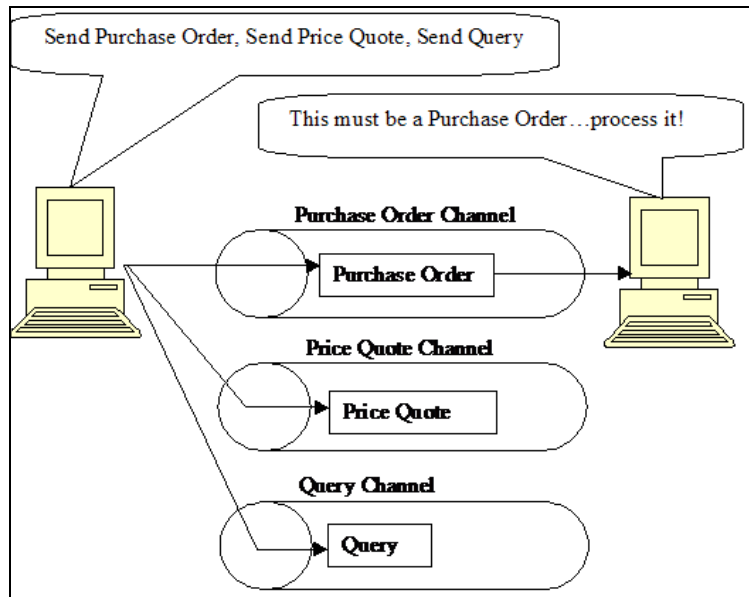 Send Purchase Order, Send Price Quote, Send Query
This must be a Purchase Order…process it!
Purchase Order Channel
Purchase Order
Price Quote Channel
Price Quote
Query Channel
Query